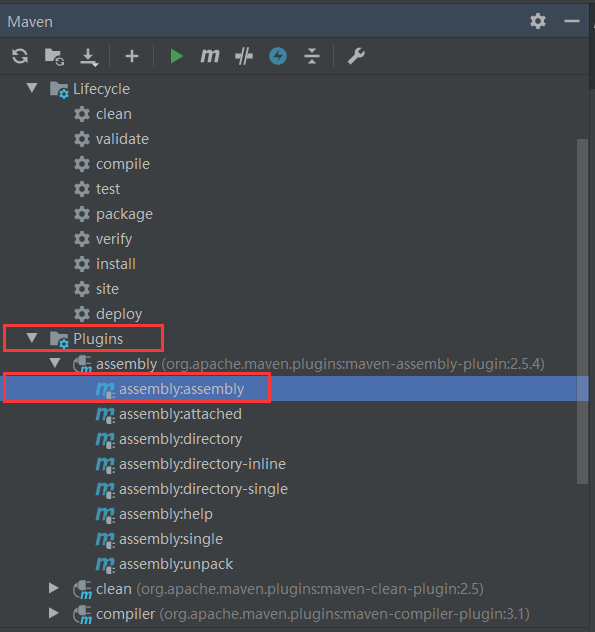 Maven
Lifecycle
clean
validate
compile
test
package
verify
install
site
deploy
Plugins
assembly (org.apache.maven.plugins:maven-assembly-plugin:2.5.4)
assembly:assembly
assembly:attached
assembly:directory
assembly:directory-inline
assembly:directory-single
assembly:help
assembly:single
assembly:unpack
clean (org.apache.maven.plugins:maven-clean-plugin:2.5)
compiler (org.apache.maven.plugins:maven-compiler-plugin:3.1)